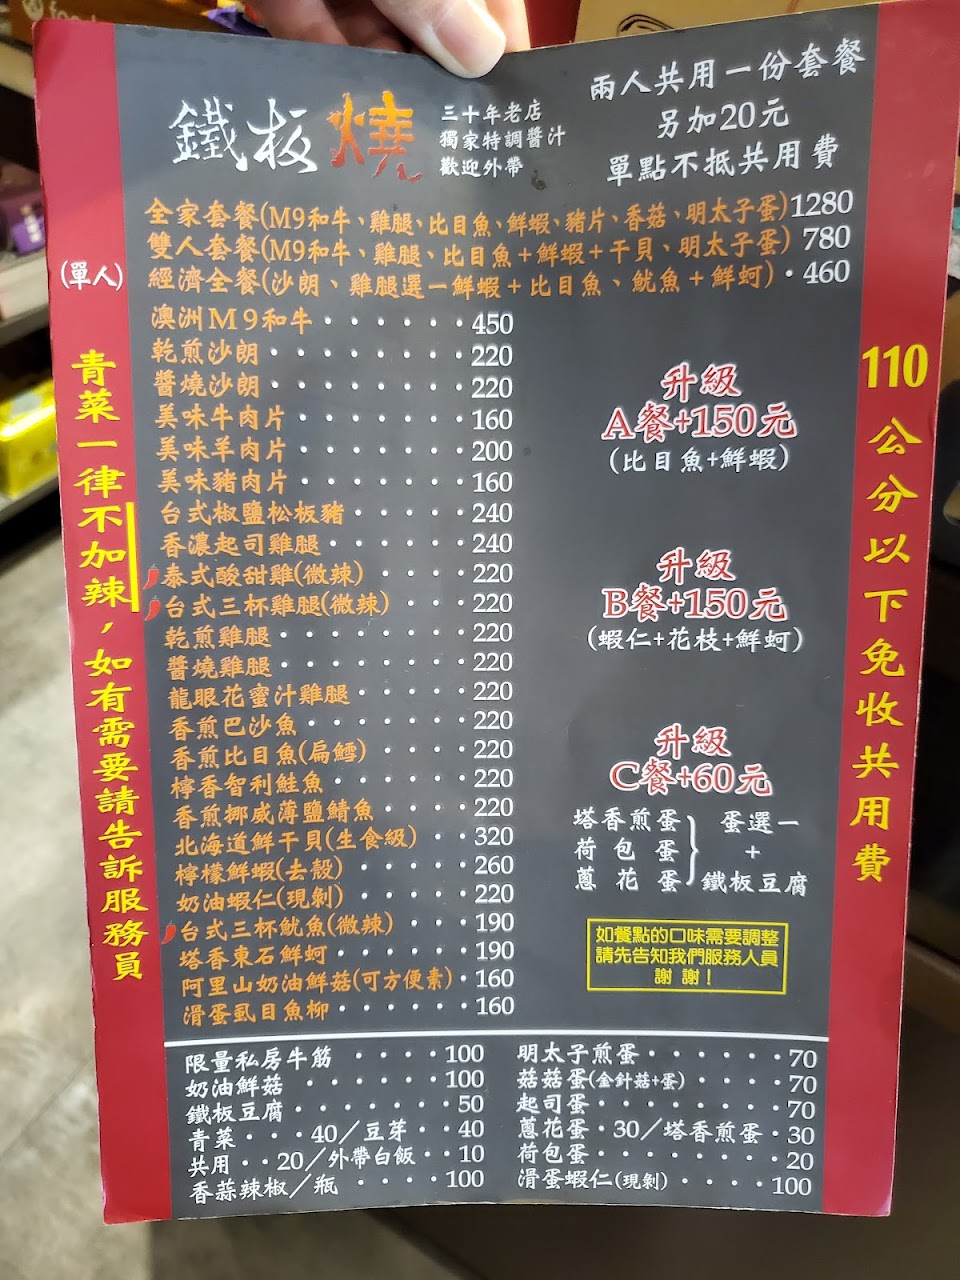 鐵板燒
三十年老店
獨家特調醬汁
歡迎外帶
兩人共用一份套餐
另加20元
單點不抵共用費
全家套餐(M9和牛、雞腿、比目魚、鮮蝦、豬片、香菇、明太子蛋)1280
雙人套餐(M9和牛、雞腿、比目魚+鮮蝦+干貝、明太子蛋) 780
(單人)經濟全餐(沙朗、雞腿選一鮮蝦+比目魚、魷魚+鮮蚵)・460
澳洲M9和牛・・・・・・450
乾煎沙朗・・・・・・・・220
醬燒沙朗・・・・・・・・220
美味牛肉片・・・・・・・160
美味羊肉片・・・・・・・200
美味豬肉片・・・・・・・160
台式椒鹽松板豬・・・・・240
香濃起司雞腿・・・・・・240
泰式酸甜雞(微辣)・・・・220
台式三杯雞腿(微辣)・・・220
乾煎雞腿・・・・・・・・220
醬燒雞腿・・・・・・・・220
龍眼花蜜汁雞腿・・・・・220
香煎巴沙魚・・・・・・・220
香煎比目魚(扁鱈)・・・・220
檸香智利鮭魚・・・・・・220
香煎挪威薄鹽鯖魚・・・・220
北海道鮮干貝(生食級)・・320
檸檬鮮蝦(去殼)・・・・・260
奶油蝦仁(現剝)・・・・・220
台式三杯魷魚(微辣)・・・190
塔香東石鮮蚵・・・・・・190
阿里山奶油鮮菇(可方便素)・160
滑蛋虱目魚柳・・・・・・160
升級
A餐+150元
(比目魚+鮮蝦)
升級
B餐+150元
(蝦仁+花枝+鮮蚵)
升級
C餐+60元
塔香煎蛋
荷包蛋
蔥花蛋
蛋選一
+
鐵板豆腐
如餐點的口味需要調整
請先告知我們服務人員
謝謝!
限量私房牛筋・・・・100
奶油鮮菇・・・・・・100
鐵板豆腐・・・・・・・50
青菜・・・40/豆芽・・40
共用・・20/外帶白飯・・10
香蒜辣椒/瓶・・・・100
明太子煎蛋・・・・・・70
菇菇蛋(金針菇+蛋)・・・・70
起司蛋・・・・・・・・70
蔥花蛋・30/塔香煎蛋・30
荷包蛋・・・・・・・・20
滑蛋蝦仁(現剝)・・・・100
青菜一律不加辣,如有需要請告訴服務員
110公分以下免收共用費